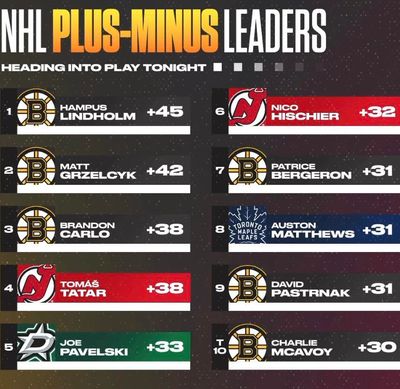 NHL PLUS-MINUS LEADERS
HEADING INTO PLAY TONIGHT
1 HAMPUS LINDHOLM +45
2 MATT GRZELCYK +42
3 BRANDON CARLO +38
4 TOMÁŠ TATAR +38
5 JOE PAVELSKI +33
6 NICO HISCHIER +32
7 PATRICE BERGERON +31
8 TORONTO MAPLE LEAFS AUSTON MATTHEWS +31
9 DAVID PASTRNAK +31
T10 CHARLIE MCAVOY +30